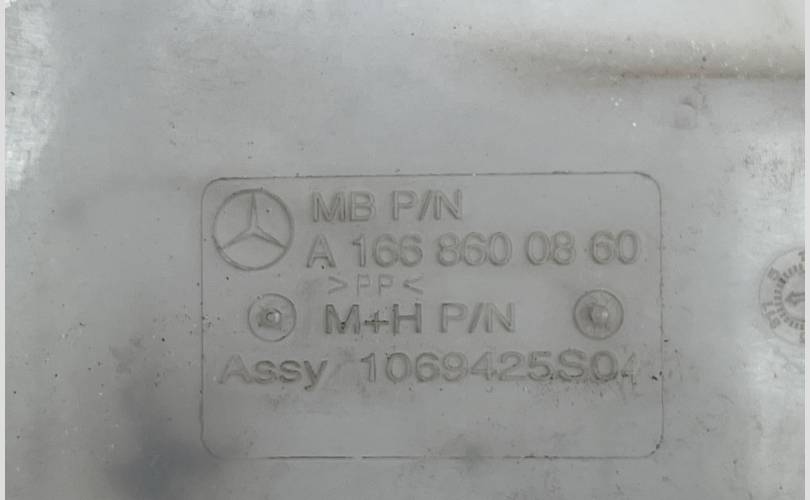 MB P/N
A 166 860 08 60
>PP<
M+H P/N
Assy 1069425S04